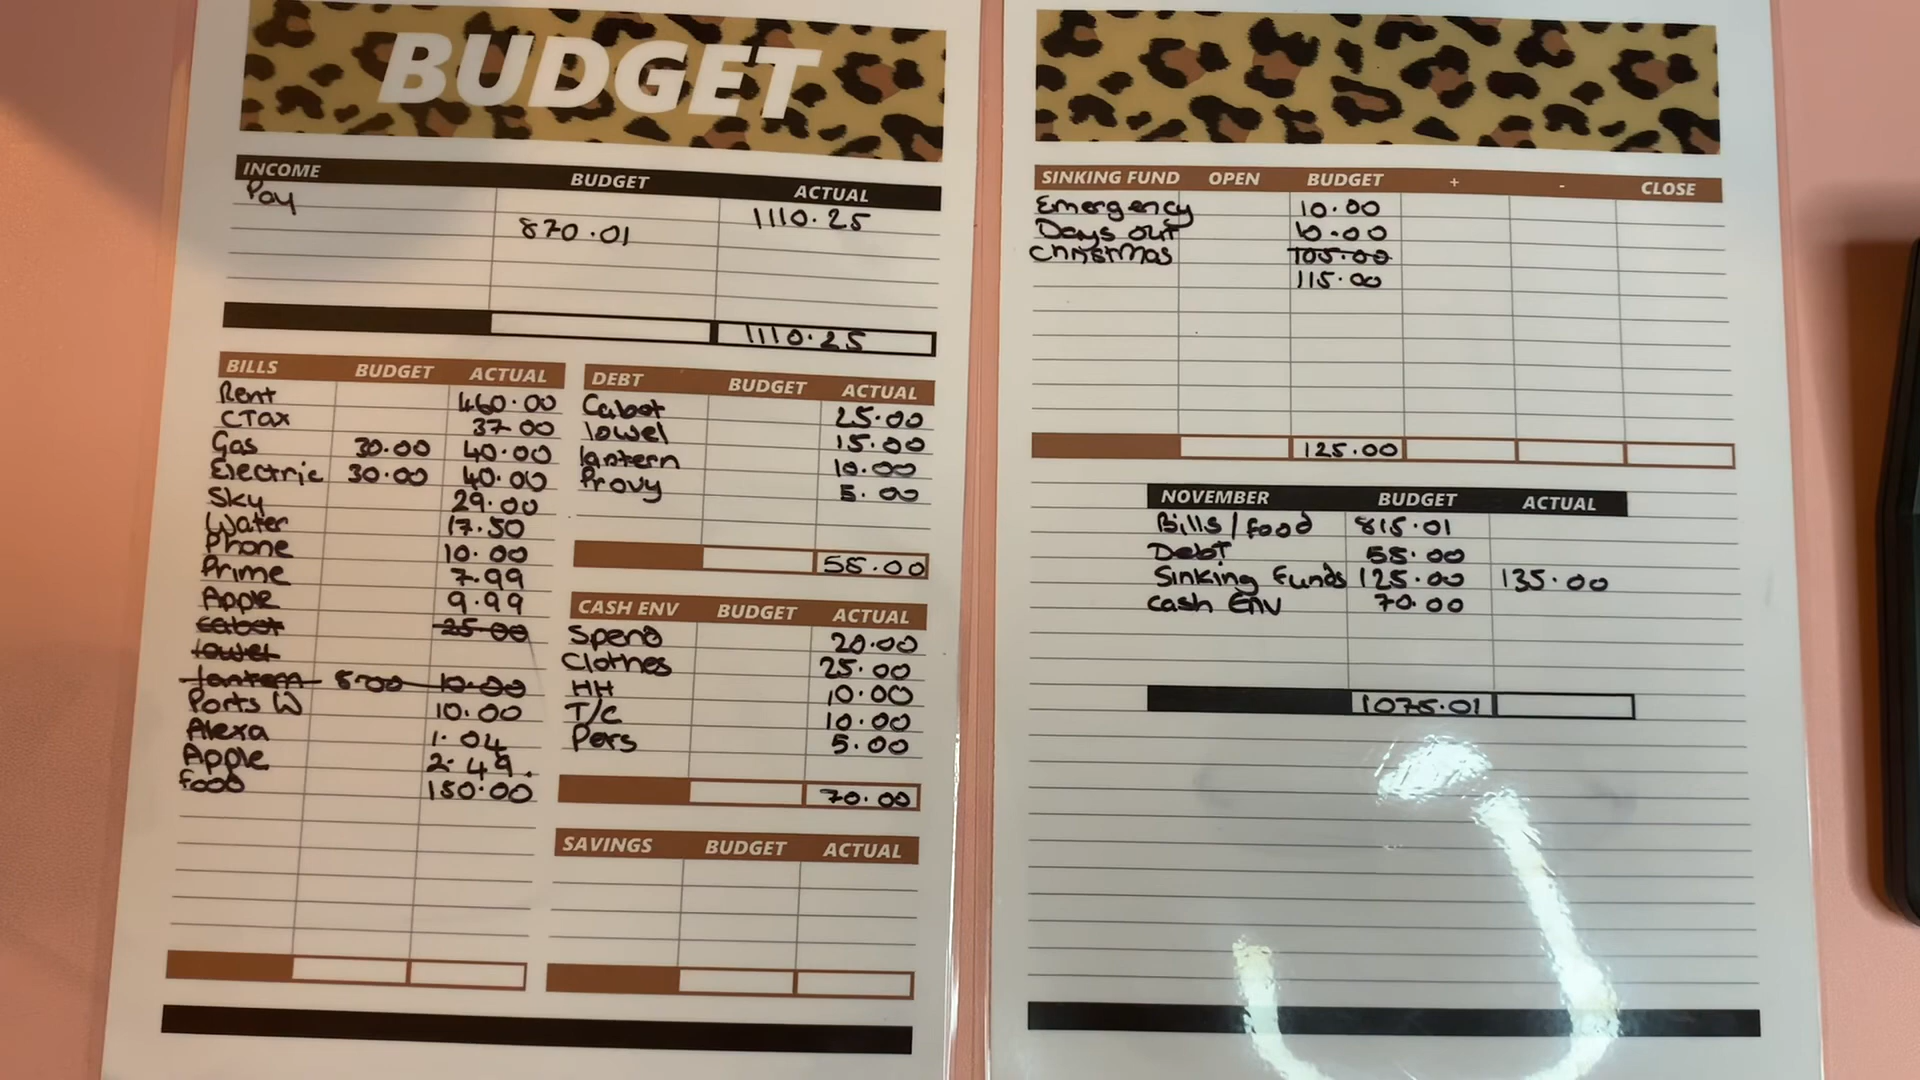 BUDGET
INCOME BUDGET ACTUAL
Pay 1110.25
870.01
1110.25
BILLS BUDGET ACTUAL
Rent 460.00
CTax 37.00
Gas 30.00 40.00
Electric 30.00 40.00
Sky 29.00
Water 17.50
Phone 10.00
Prime 7.99
Apple 9.99
Cabot 25.00
lowel
lantern 5.00 10.00
Ports W 10.00
Alexa 1.04
Apple 2.49
Food 150.00
DEBT BUDGET ACTUAL
Cabot 25.00
lowel 15.00
lantern 10.00
Provy 5.00
55.00
CASH ENV BUDGET ACTUAL
Spend 20.00
Clothes 25.00
HH 10.00
T/C 10.00
Pers 5.00
70.00
SAVINGS BUDGET ACTUAL
SINKING FUND OPEN BUDGET + - CLOSE
Emergency 10.00
Days out 10.00
Christmas 105.00
115.00
125.00
NOVEMBER BUDGET ACTUAL
Bills/Food 815.01
Debt 55.00
Sinking Funds 125.00 135.00
Cash Env 70.00
1075.01